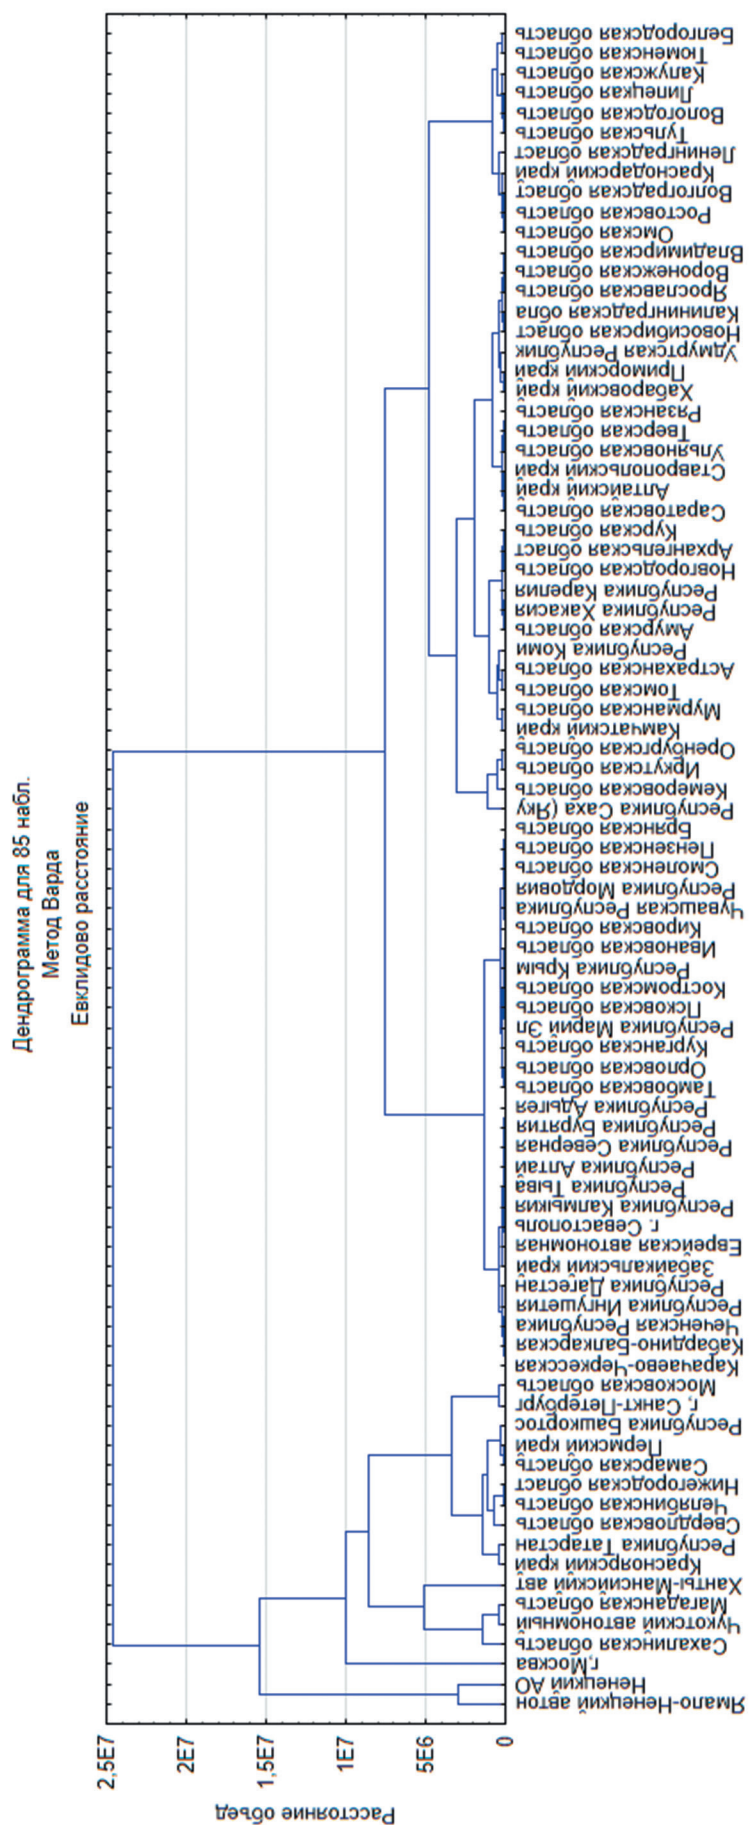 Дендрограмма для 85 набл.
Метод Варда
Евклидово расстояние
Белгородская область
Тюменская область
Калужская область
Липецкая область
Вологодская область
Тульская область
Ленинградская област
Краснодарский край
Волгоградская област
Ростовская область
Омская область
Владимирская область
Воронежская область
Ярославская область
Калининградская обла
Новосибирская област
Удмуртская Республик
Приморский край
Хабаровский край
Рязанская область
Тверская область
Ульяновская область
Ставропольский край
Алтайский край
Саратовская область
Курская область
Архангельская област
Новгородская область
Республика Карелия
Республика Хакасия
Амурская область
Республика Коми
Астраханская область
Томская область
Мурманская область
Камчатский край
Оренбургская область
Иркутская область
Кемеровская область
Республика Саха (Яку
Брянская область
Пензенская область
Смоленская область
Республика Мордовия
Чувашская Республика
Кировская область
Ивановская область
Республика Крым
Костромская область
Псковская область
Республика Марий Эл
Курганская область
Орловская область
Тамбовская область
Республика Адыгея
Республика Бурятия
Республика Северная
Республика Алтай
Республика Тыва
Республика Калмыкия
г. Севастополь
Еврейская автономная
Забайкальский край
Республика Дагестан
Республика Ингушетия
Чеченская Республика
Кабардино-Балкарская
Карачаево-Черкесская
Московская область
г, Санкт-Петербург
Республика Башкортос
Пермский край
Самарская область
Нижегородская област
Челябинская область
Свердловская область
Республика Татарстан
Красноярский край
Ханты-Мансийский авт
Магаданская область
Чукотский автономный
Сахалинская область
г,Москва
Ненецкий АО
Ямало-Ненецкий автон
2,5E7
2E7
1,5E7
1E7
5E6
0
Расстояние объед